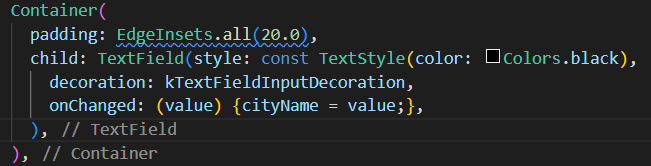 Container(
  padding: EdgeInsets.all(20.0),
  child: TextField(style: const TextStyle(color: Colors.black),
    decoration: kTextFieldInputDecoration,
    onChanged: (value) {cityName = value;},
  ), // TextField
), // Container